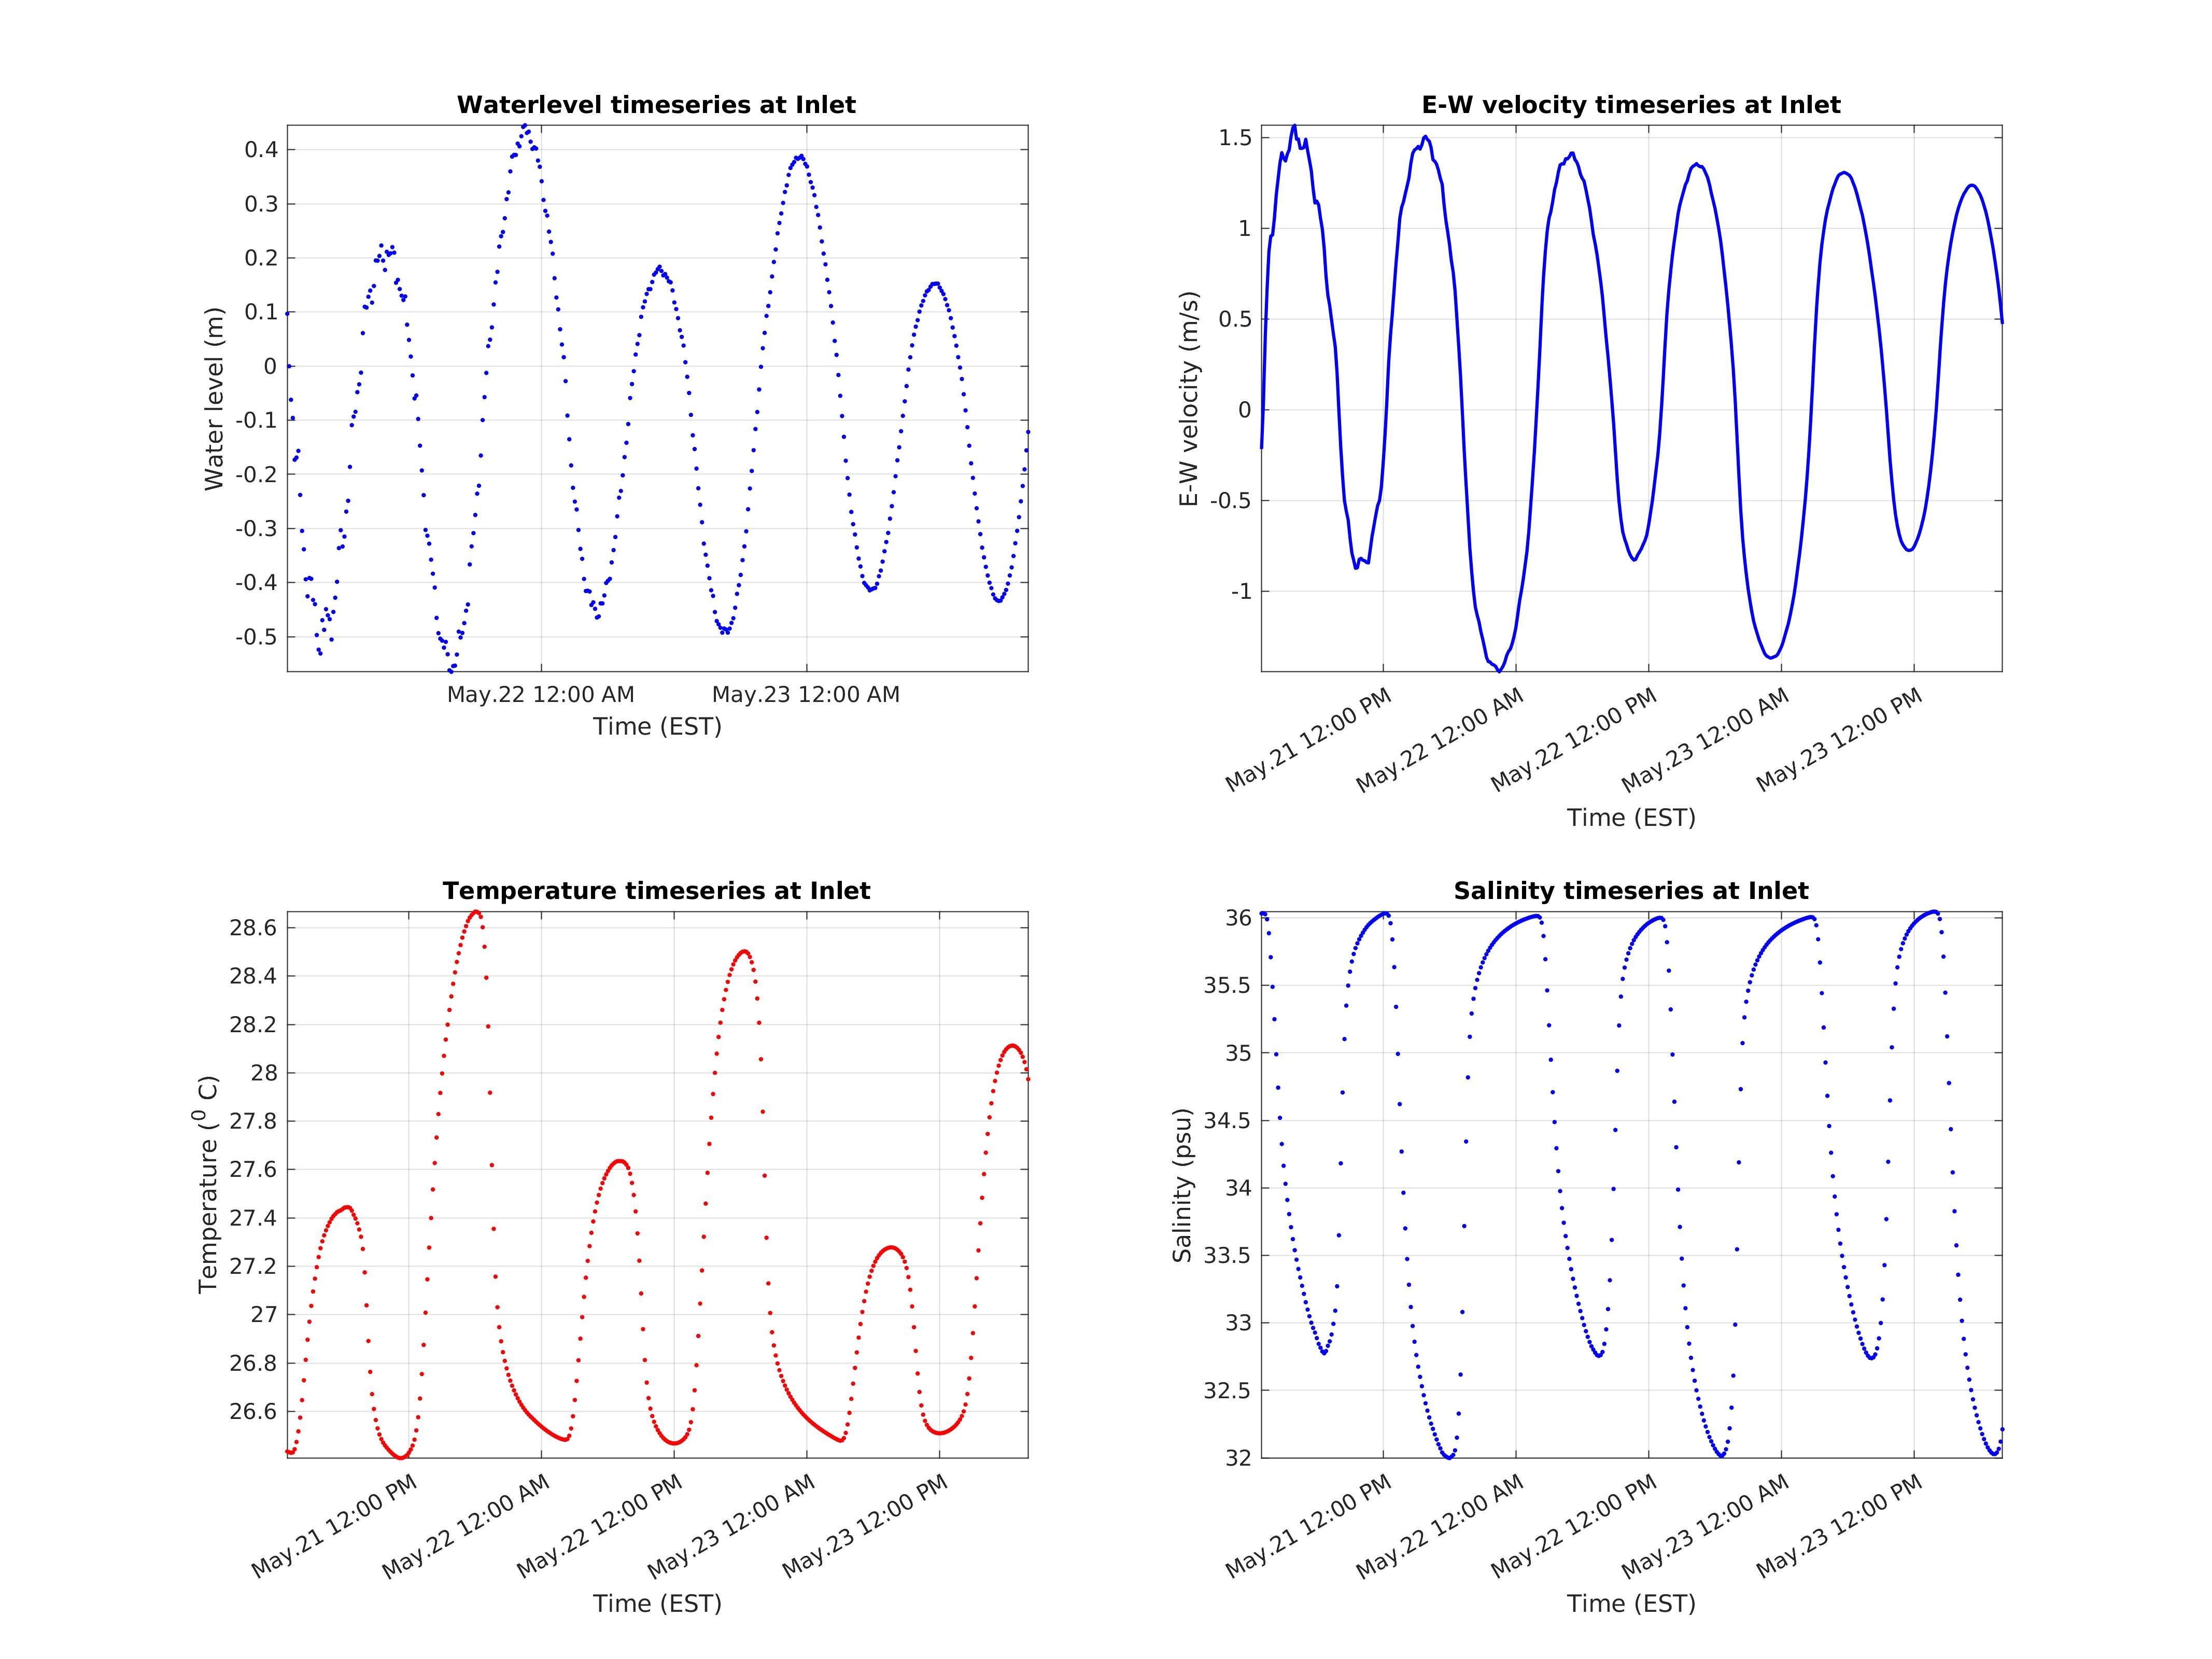 Waterlevel timeseries at Inlet
0.4
0.3
0.2
0.1
0
-0.1
-0.2
-0.3
-0.4
-0.5
Water level (m)
May.22 12:00 AM May.23 12:00 AM
Time (EST)
E-W velocity timeseries at Inlet
1.5
1
0.5
0
-0.5
-1
E-W velocity (m/s)
May.21 12:00 PM
May.22 12:00 AM
May.22 12:00 PM
May.23 12:00 AM
May.23 12:00 PM
Time (EST)
Temperature timeseries at Inlet
28.6
28.4
28.2
28
27.8
27.6
27.4
27.2
27
26.8
26.6
Temperature (⁰ C)
May.21 12:00 PM
May.22 12:00 AM
May.22 12:00 PM
May.23 12:00 AM
May.23 12:00 PM
Time (EST)
Salinity timeseries at Inlet
36
35.5
35
34.5
34
33.5
33
32.5
32
Salinity (psu)
May.21 12:00 PM
May.22 12:00 AM
May.22 12:00 PM
May.23 12:00 AM
May.23 12:00 PM
Time (EST)